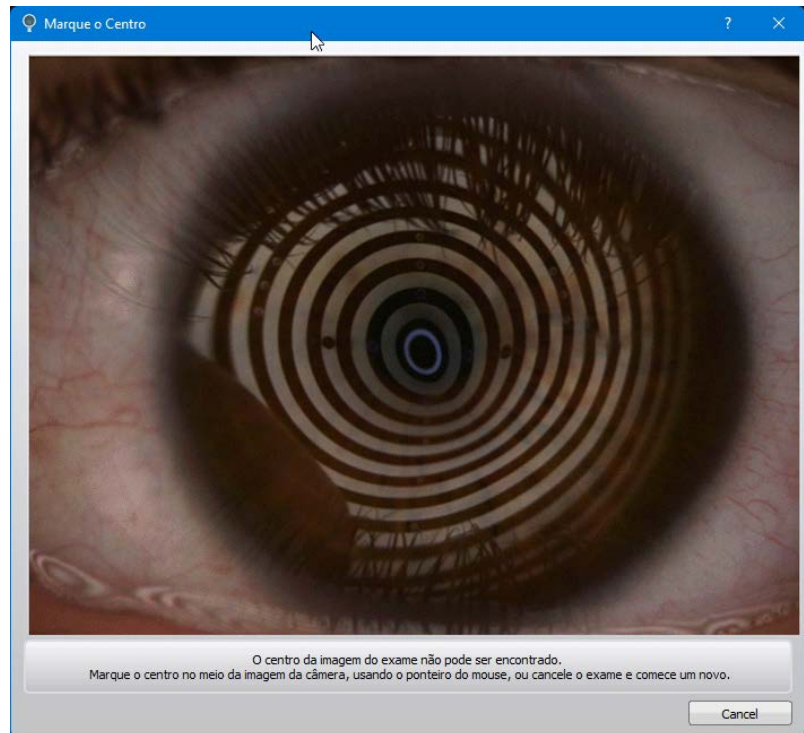 Marque o Centro
O centro da imagem do exame não pode ser encontrado.
Marque o centro no meio da imagem da câmera, usando o ponteiro do mouse, ou cancele o exame e comece um novo.
Cancel